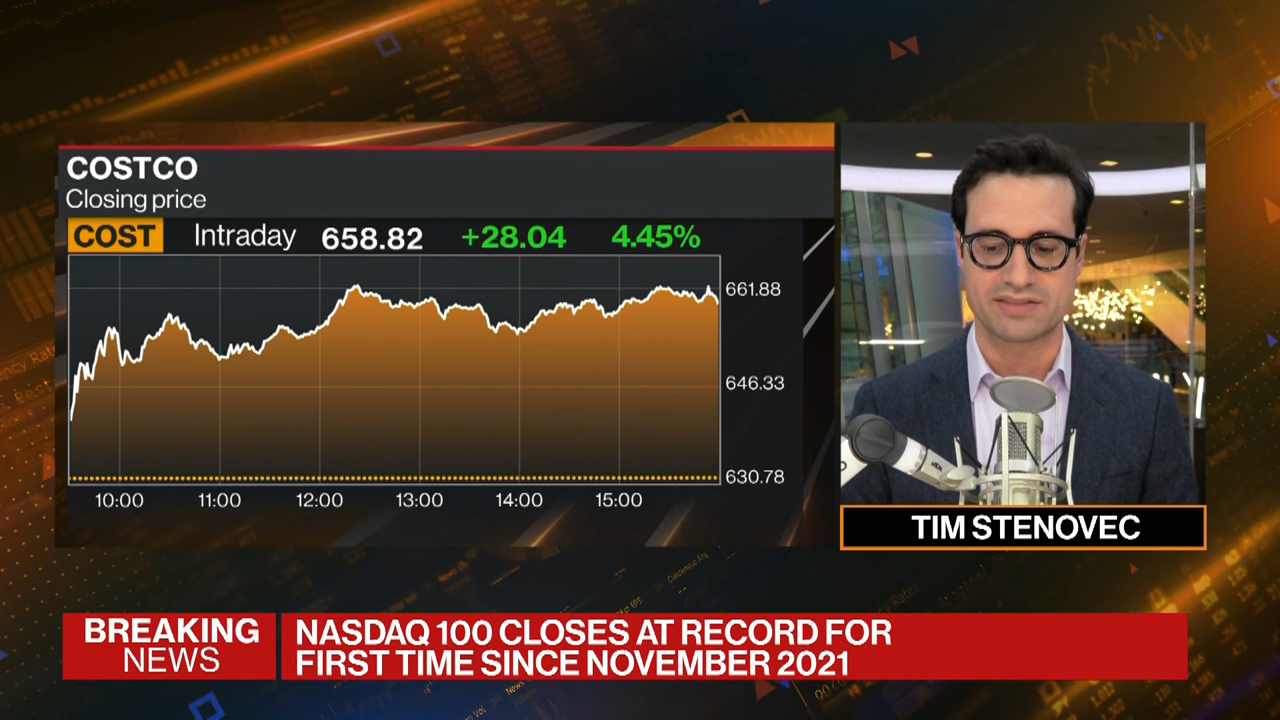 COSTCO
Closing price
COST Intraday 658.82 +28.04 4.45%
661.88
646.33
630.78
10:00 11:00 12:00 13:00 14:00 15:00
TIM STENOVEC
BREAKING
NEWS
NASDAQ 100 CLOSES AT RECORD FOR
FIRST TIME SINCE NOVEMBER 2021